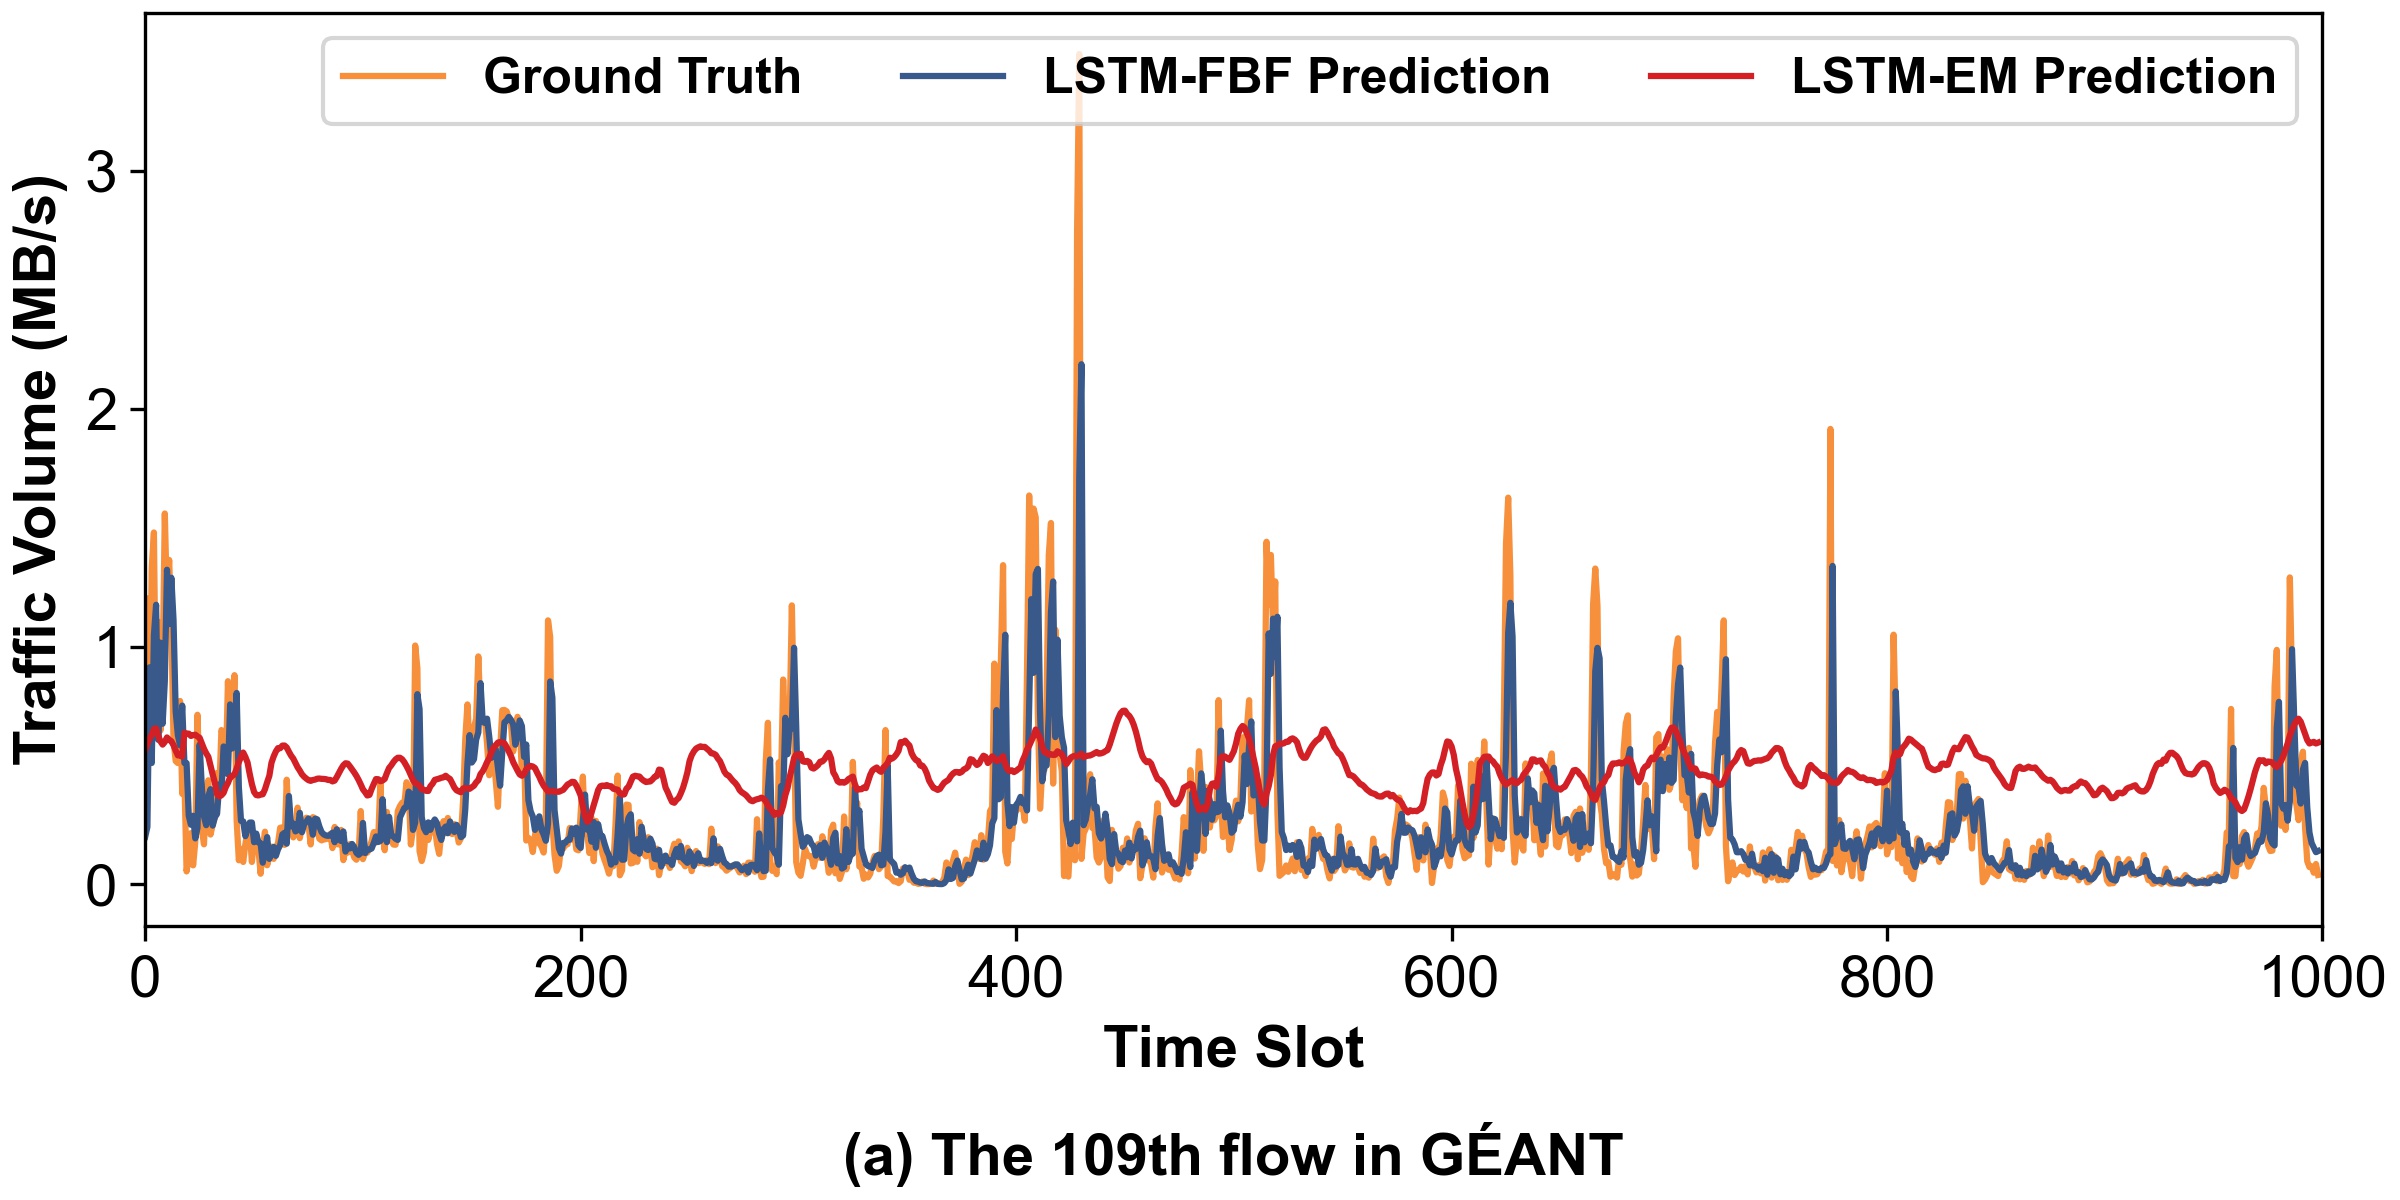 Ground Truth
LSTM-FBF Prediction
LSTM-EM Prediction
Traffic Volume (MB/s)
3
2
1
0
0
200
400
600
800
1000
Time Slot
(a) The 109th flow in GÉANT